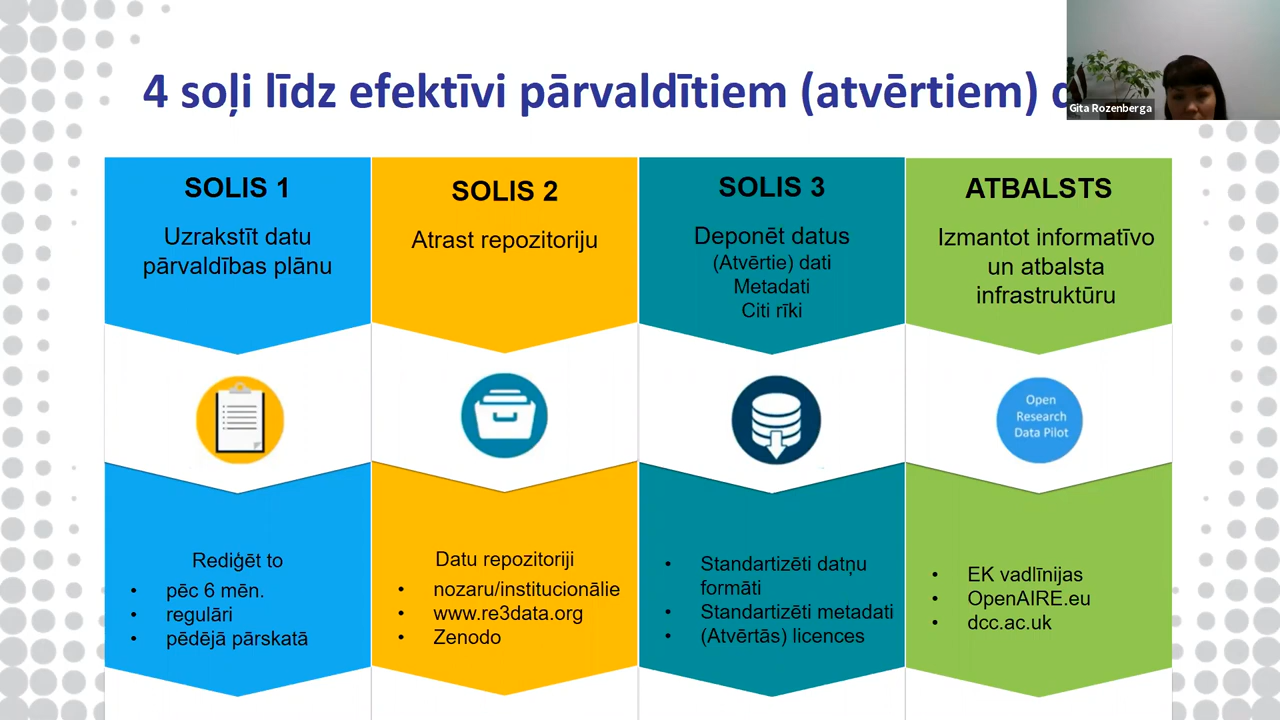 4 soļi līdz efektīvi pārvaldītiem (atvērtiem)
Gita Rozenberga
SOLIS 1
Uzrakstīt datu
pārvaldības plānu
Rediģēt to
• pēc 6 mēn.
• regulāri
• pēdējā pārskatā
SOLIS 2
Atrast repozitoriju
Datu repozitoriji
• nozaru/institucionālie
• www.re3data.org
• Zenodo
SOLIS 3
Deponēt datus
(Atvērtie) dati
Metadati
Citi rīki
• Standartizēti datņu
formāti
• Standartizēti metadati
• (Atvērtās) licences
ATBALSTS
Izmantot informatīvo
un atbalsta
infrastruktūru
Open
Research
Data Pilot
• EK vadlīnijas
• OpenAIRE.eu
• dcc.ac.uk